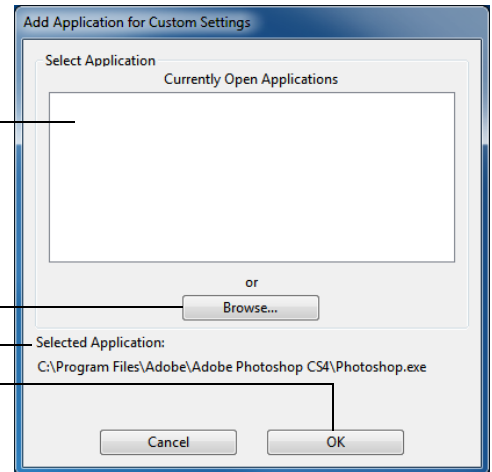 Add Application for Custom Settings
Select Application
Currently Open Applications
or
Browse...
Selected Application:
C:\Program Files\Adobe\Adobe Photoshop CS4\Photoshop.exe
Cancel
OK